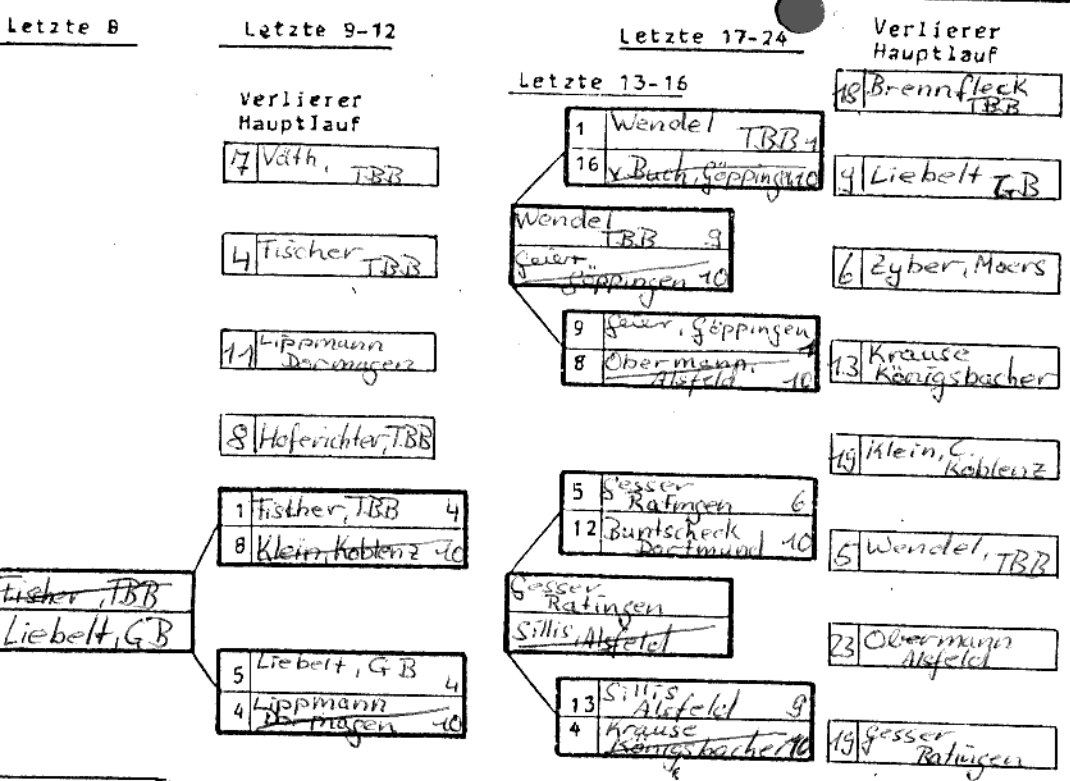 Letzte 8
Letzte 9-12
Verlierer
Hauptlauf
7 Väth,
TBB
4 Fischer
TBB
11 Lippmann
Dormagen
8 Hoferichter, TBB
1 Fischer, TBB 4
8 Klein, Koblenz 10
Fischer, TBB
Liebelt, GB
5 Liebelt, GB 4
4 Lippmann
Dormagen 10
Letzte 17-24
Letzte 13-16
1 Wendel
TBB 1
16 v. Buch, Göppingen 10
Wendel
TBB 9
Geier
Göppingen 10
9 Geier, Göppingen
8 Obermann,
Alsfeld 10
5 Gesser
Ratingen 6
12 Buntscheck
Dortmund 10
Gesser
Ratingen
Sillis, Alsfeld
13 Sillis
Alsfeld 9
4 Krause
Königsbacher 10
Verlierer
Hauptlauf
18 Brennfleck
TBB
9 Liebelt GB
6 Zyber, Moers
13 Krause
Königsbacher
19 Klein, C.
Koblenz
5 Wendel, TBB
23 Obermann
Alsfeld
19 Gesser
Ratingen